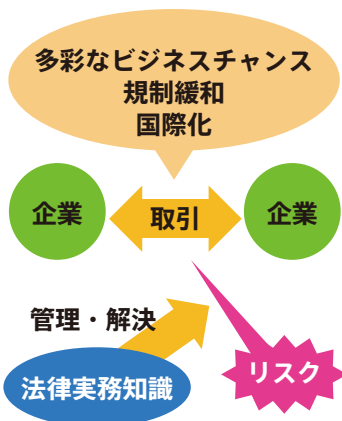 多彩なビジネスチャンス
規制緩和
国際化
企業
取引
企業
管理・解決
法律実務知識
リスク